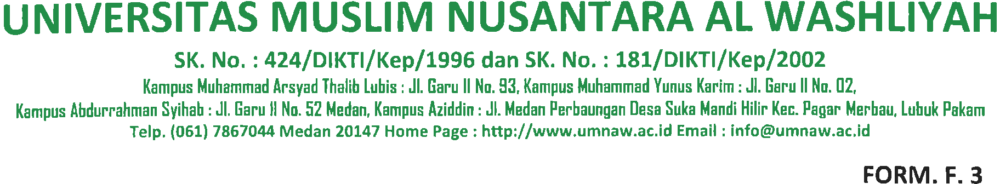 UNIVERSITAS MUSLIM NUSANTARA AL WASHLIYAH
SK. No. : 424/DIKTI/Kep/1996 dan SK. No. : 181/DIKTI/Kep/2002
Kampus Muhammad Arsyad Thalib Lubis : Jl. Garu II No. 93, Kampus Muhammad Yunus Karim : Jl. Garu II No. 02,
Kampus Abdurrahman Syihab : Jl. Garu II No. 52 Medan, Kampus Aziddin : Jl. Medan Perbaungan Desa Suka Mandi Hilir Kec. Pagar Merbau, Lubuk Pakam
Telp. (061) 7867044 Medan 20147 Home Page : http://www.umnaw.ac.id Email : info@umnaw.ac.id
FORM. F. 3